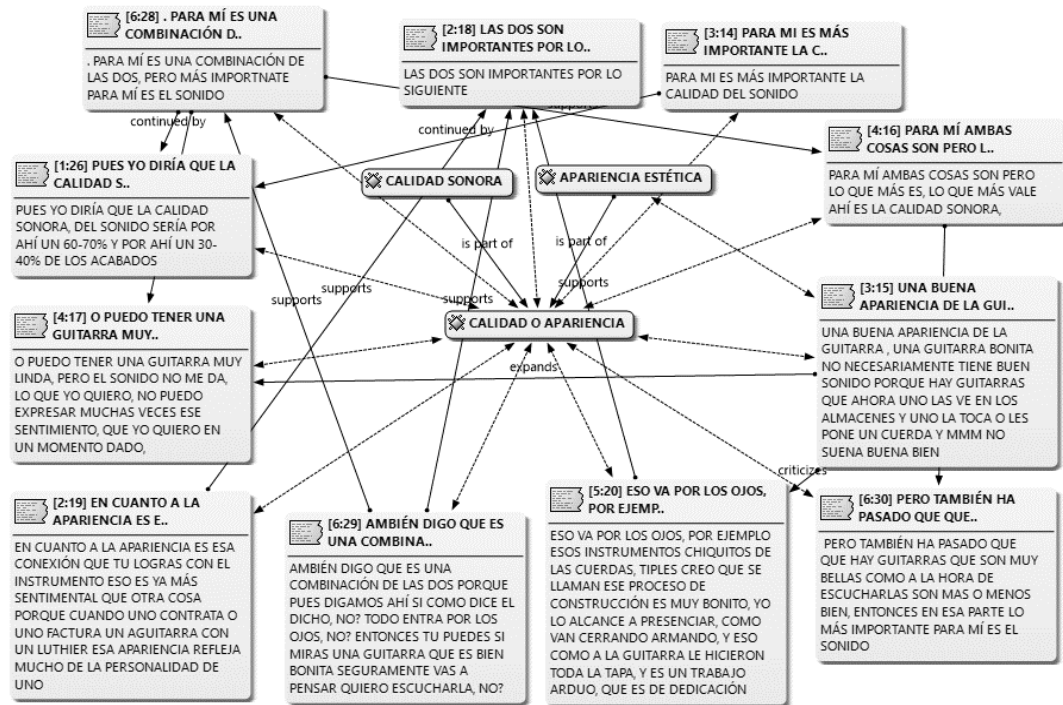 [6:28] . PARA MÍ ES UNA
COMBINACIÓN D..
. PARA MÍ ES UNA COMBINACIÓN DE
LAS DOS, PERO MÁS IMPORTNATE
PARA MÍ ES EL SONIDO
[2:18] LAS DOS SON
IMPORTANTES POR LO..
LAS DOS SON IMPORTANTES POR LO
SIGUIENTE
[3:14] PARA MI ES MÁS
IMPORTANTE LA C..
PARA MI ES MÁS IMPORTANTE LA
CALIDAD DEL SONIDO
continued by
continued by
supports
[1:26] PUES YO DIRÍA QUE LA
CALIDAD S..
PUES YO DIRÍA QUE LA CALIDAD
SONORA, DEL SONIDO SERÍA POR
AHÍ UN 60-70% Y POR AHÍ UN 30-
40% DE LOS ACABADOS
CALIDAD SONORA
APARIENCIA ESTÉTICA
[4:16] PARA MÍ AMBAS
COSAS SON PERO L..
PARA MÍ AMBAS COSAS SON PERO
LO QUE MÁS ES, LO QUE MÁS VALE
AHÍ ES LA CALIDAD SONORA,
is part of
is part of
supports
supports
supports
supports
CALIDAD O APARIENCIA
[4:17] O PUEDO TENER UNA
GUITARRA MUY..
O PUEDO TENER UNA GUITARRA MUY
LINDA, PERO EL SONIDO NO ME DA,
LO QUE YO QUIERO, NO PUEDO
EXPRESAR MUCHAS VECES ESE
SENTIMIENTO, QUE YO QUIERO EN
UN MOMENTO DADO,
[3:15] UNA BUENA
APARIENCIA DE LA GUI..
UNA BUENA APARIENCIA DE LA
GUITARRA , UNA GUITARRA BONITA
NO NECESARIAMENTE TIENE BUEN
SONIDO PORQUE HAY GUITARRAS
QUE AHORA UNO LAS VE EN LOS
ALMACENES Y UNO LA TOCA O LES
PONE UN CUERDA Y MMM NO
SUENA BUENA BIEN
expands
criticizes
[2:19] EN CUANTO A LA
APARIENCIA ES E..
EN CUANTO A LA APARIENCIA ES ESA
CONEXIÓN QUE TU LOGRAS CON EL
INSTRUMENTO ESO ES YA MÁS
SENTIMENTAL QUE OTRA COSA
PORQUE CUANDO UNO CONTRATA O
UNO FACTURA UN AGUITARRA CON
UN LUTHIER ESA APARIENCIA REFLEJA
MUCHO DE LA PERSONALIDAD DE
UNO
[6:29] AMBIÉN DIGO QUE ES
UNA COMBINA..
AMBIÉN DIGO QUE ES UNA
COMBINACIÓN DE LAS DOS PORQUE
PUES DIGAMOS AHÍ SI COMO DICE EL
DICHO, NO? TODO ENTRA POR LOS
OJOS, NO? ENTONCES TU PUEDES SI
MIRAS UNA GUITARRA QUE ES BIEN
BONITA SEGURAMENTE VAS A
PENSAR QUIERO ESCUCHARLA, NO?
[5:20] ESO VA POR LOS OJOS,
POR EJEMP..
ESO VA POR LOS OJOS, POR EJEMPLO
ESOS INSTRUMENTOS CHIQUITOS DE
LAS CUERDAS, TIPLES CREO QUE SE
LLAMAN ESE PROCESO DE
CONSTRUCCIÓN ES MUY BONITO, YO
LO ALCANCE A PRESENCIAR, COMO
VAN CERRANDO ARMANDO, Y ESO
COMO A LA GUITARRA LE HICIERON
TODA LA TAPA, Y ES UN TRABAJO
ARDUO, QUE ES DE DEDICACIÓN
[6:30] PERO TAMBIÉN HA
PASADO QUE QUE..
PERO TAMBIÉN HA PASADO QUE
QUE HAY GUITARRAS QUE SON MUY
BELLAS COMO A LA HORA DE
ESCUCHARLAS SON MAS O MENOS
BIEN, ENTONCES EN ESA PARTE LO
MÁS IMPORTANTE PARA MÍ ES EL
SONIDO